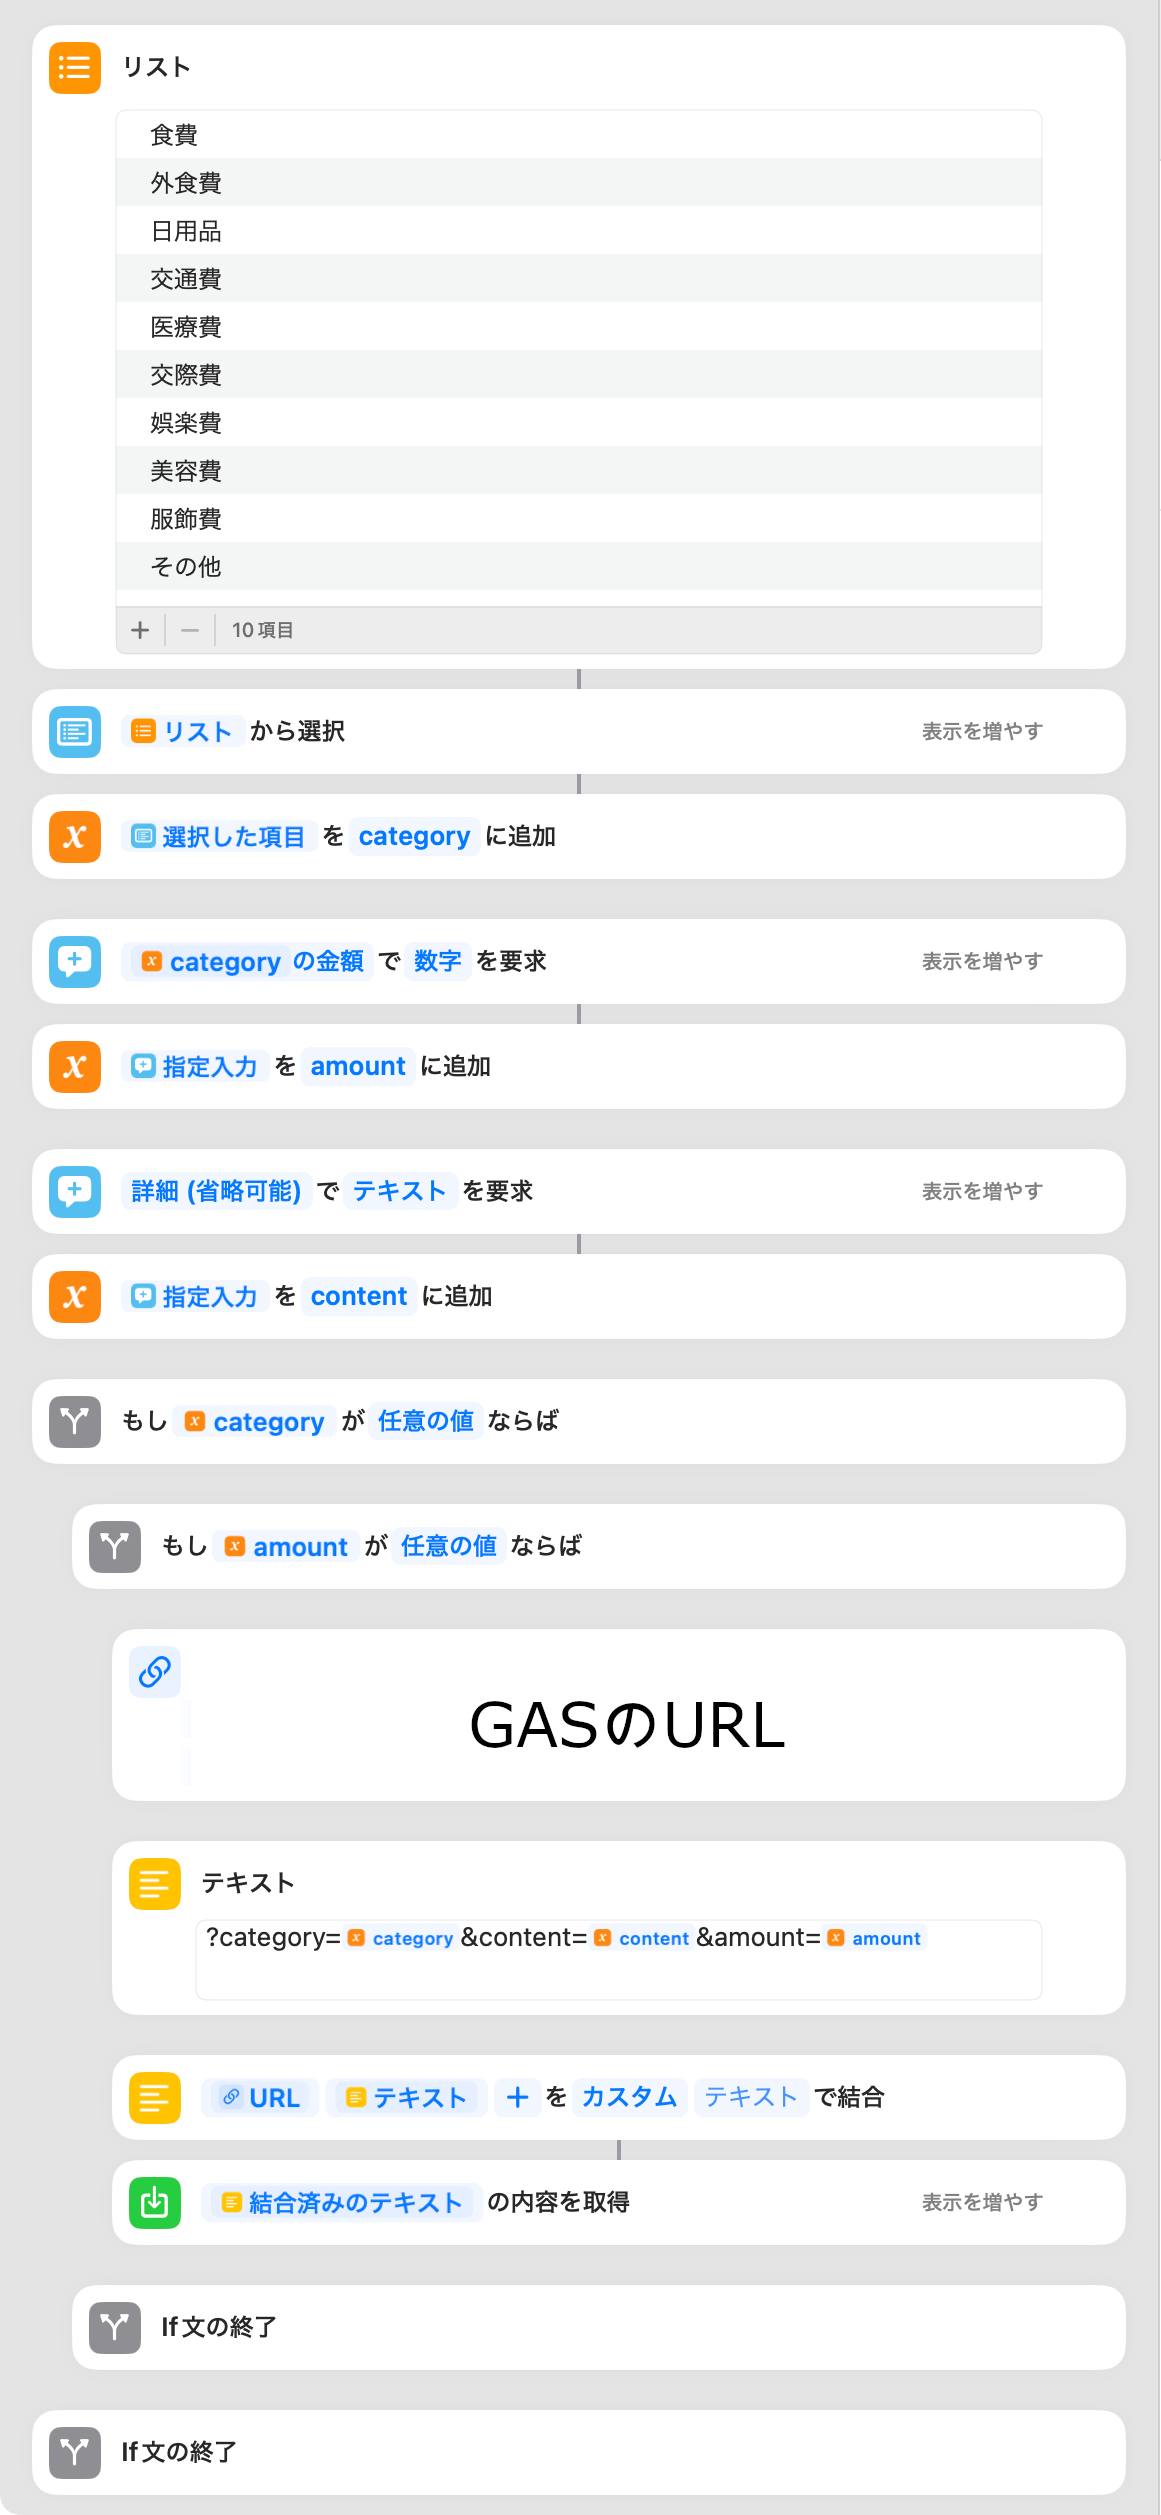 リスト
食費
外食費
日用品
交通費
医療費
交際費
娯楽費
美容費
服飾費
その他
10項目
リスト から選択 表示を増やす
選択した項目 を category に追加
category の金額 で 数字 を要求 表示を増やす
指定入力 を amount に追加
詳細 (省略可能) で テキスト を要求 表示を増やす
指定入力 を content に追加
もし category が 任意の値 ならば
もし amount が 任意の値 ならば
GASのURL
テキスト
?category= category &content= content &amount= amount
URL テキスト + を カスタム テキスト で結合
結合済みのテキスト の内容を取得 表示を増やす
If文の終了
If文の終了